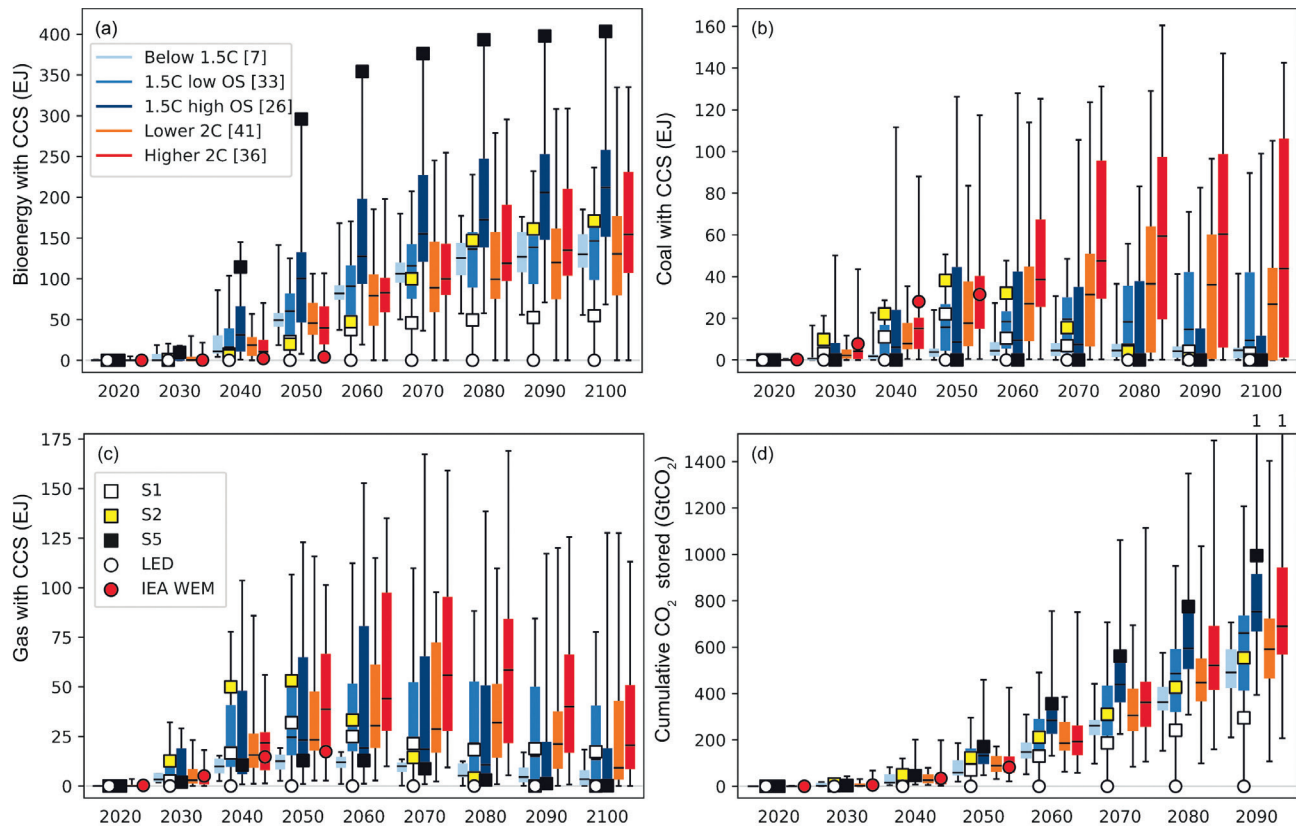 (a)
Bioenergy with CCS (EJ)
400
350
300
250
200
150
100
50
0
Below 1.5C [7]
1.5C low OS [33]
1.5C high OS [26]
Lower 2C [41]
Higher 2C [36]
2020 2030 2040 2050 2060 2070 2080 2090 2100
(b)
Coal with CCS (EJ)
160
140
120
100
80
60
40
20
0
2020 2030 2040 2050 2060 2070 2080 2090 2100
(c)
Gas with CCS (EJ)
175
150
125
100
75
50
25
0
S1
S2
S5
LED
IEA WEM
2020 2030 2040 2050 2060 2070 2080 2090 2100
1 1
(d)
Cumulative CO₂ stored (GtCO₂)
1400
1200
1000
800
600
400
200
0
2020 2030 2040 2050 2060 2070 2080 2090